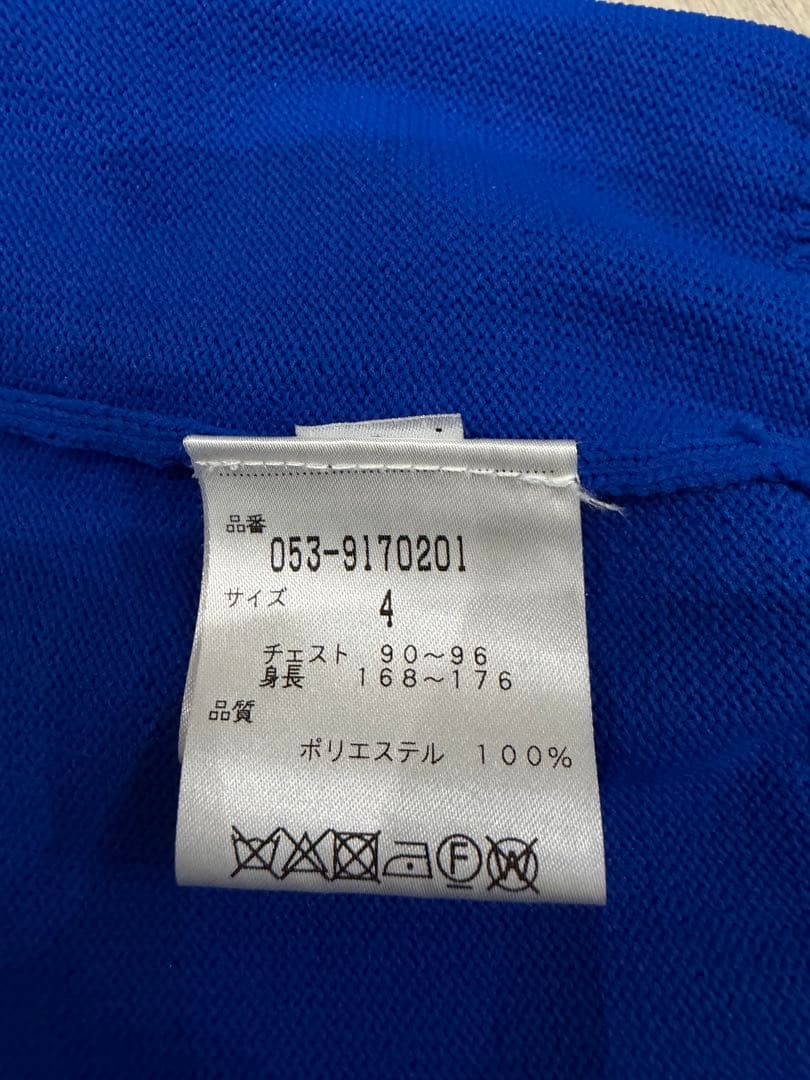 品番
053-9170201
サイズ 4
チェスト 90～96
身長 168～176
品質
ポリエステル 100%
F W